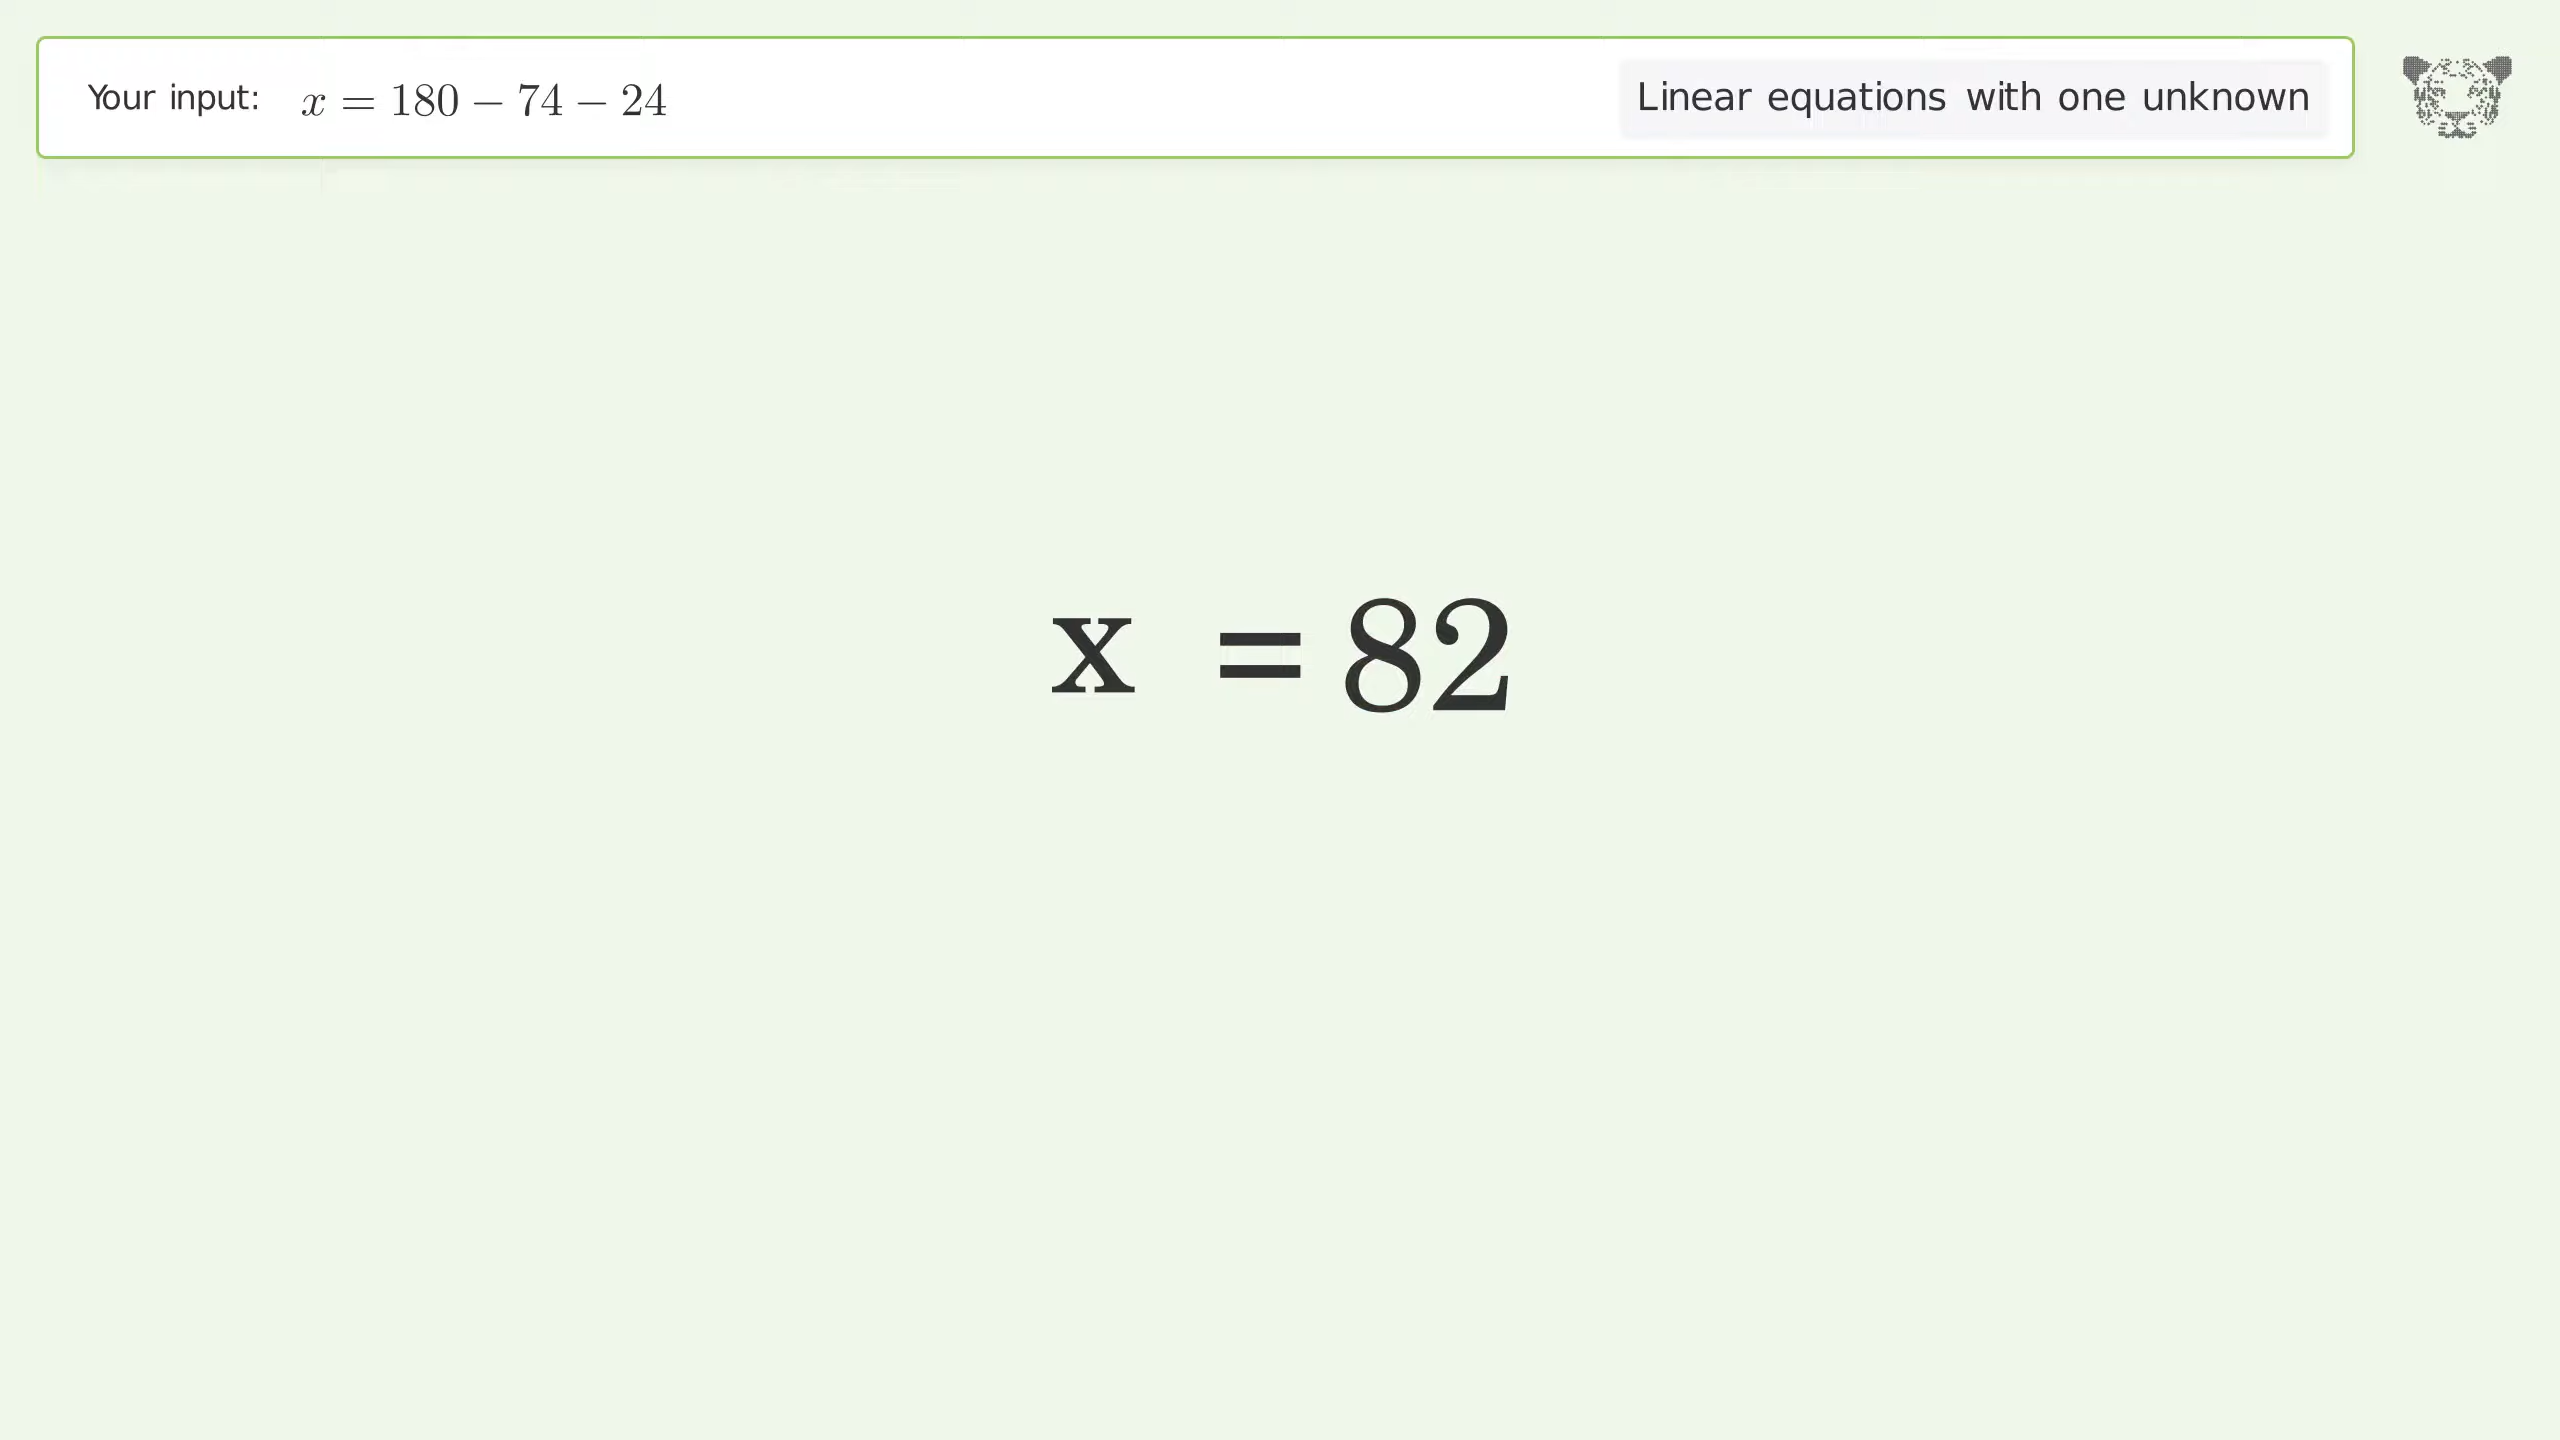 Your input: x = 180 − 74 − 24 Linear equations with one unknown
x = 82